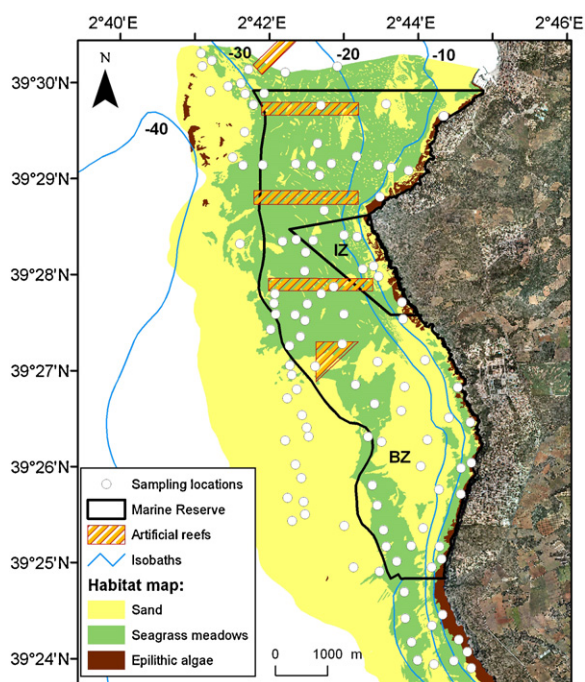 2°40'E 2°42'E 2°44'E 2°46'E
-30 -20 -10
39°30'N
N
-40
39°29'N
IZ
39°28'N
39°27'N
BZ
39°26'N
39°25'N
39°24'N
Sampling locations
Marine Reserve
Artificial reefs
Isobaths
Habitat map:
Sand
Seagrass meadows
Epilithic algae
0 1000 m